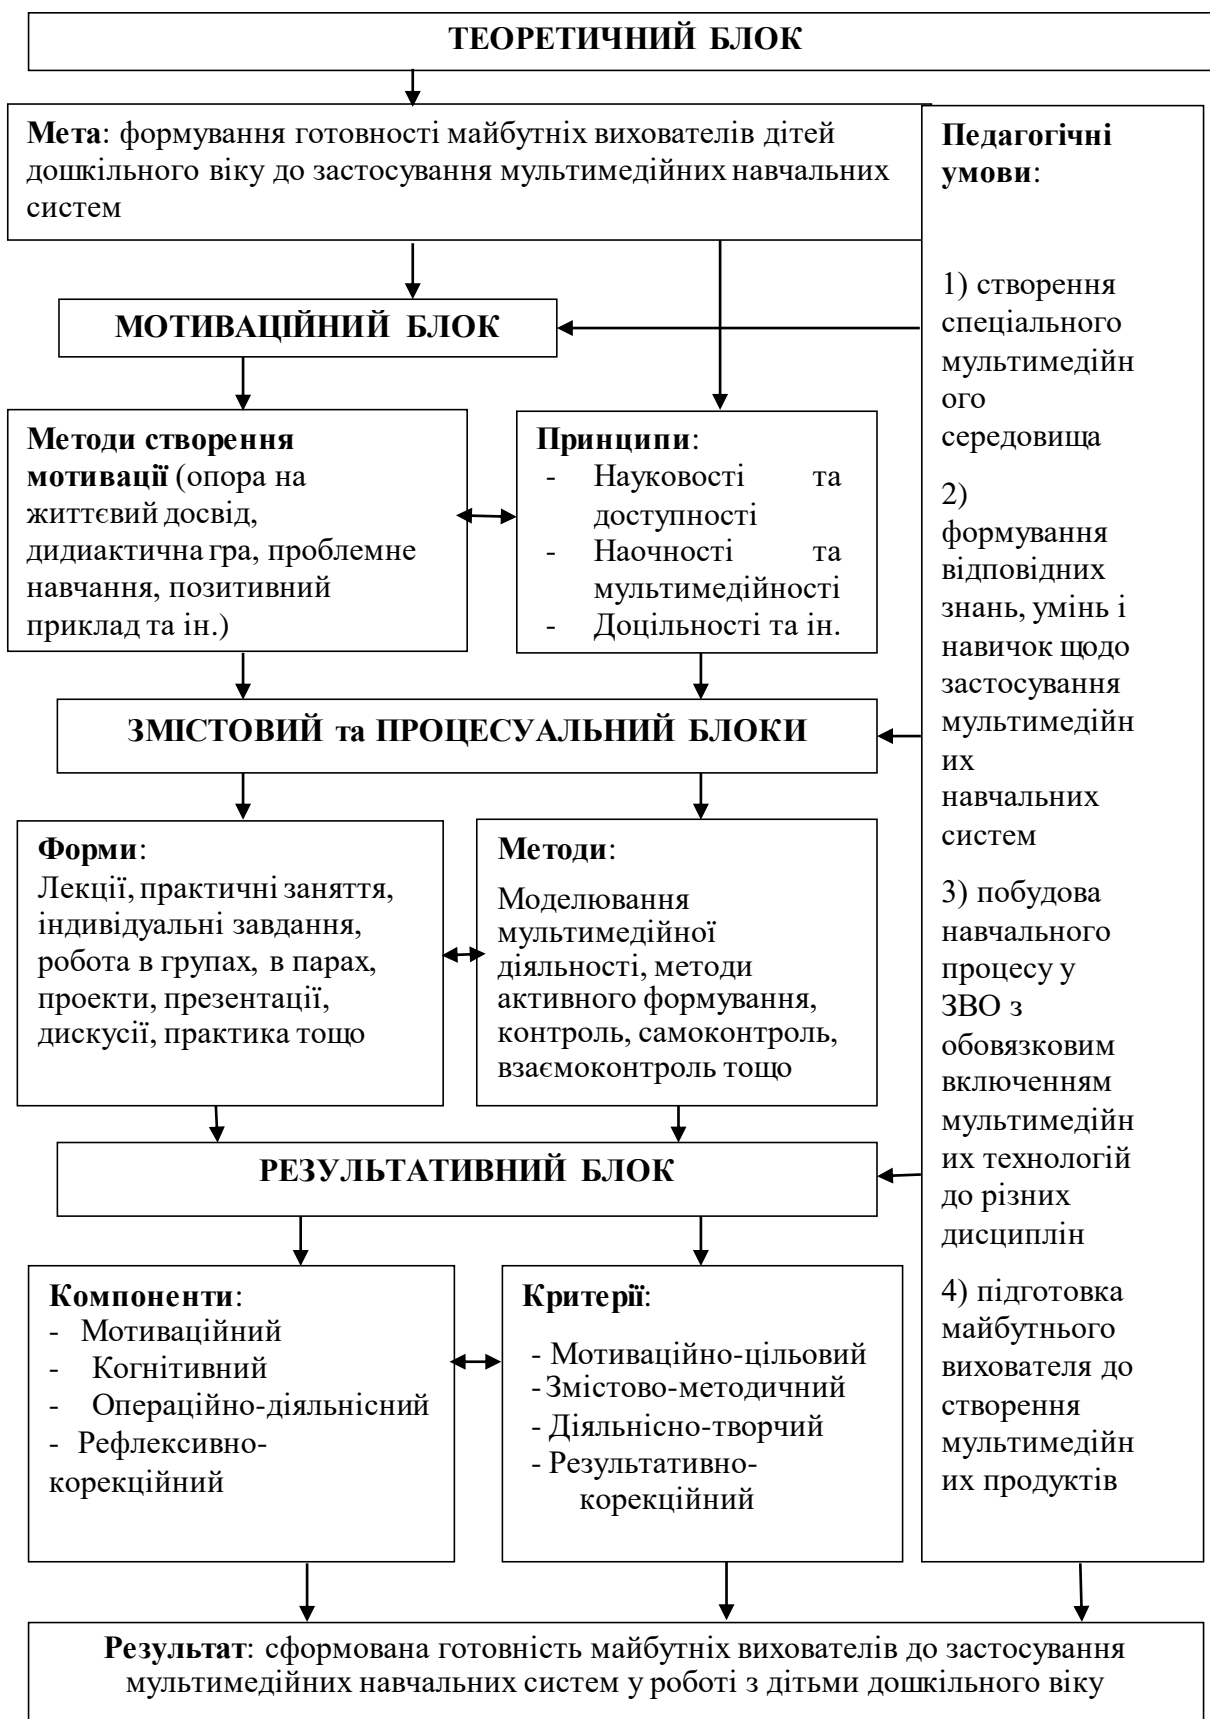 ТЕОРЕТИЧНИЙ БЛОК
Мета: формування готовності майбутніх вихователів дітей
дошкільного віку до застосування мультимедійних навчальних
систем
МОТИВАЦІЙНИЙ БЛОК
Методи створення
мотивації (опора на
життєвий досвід,
дидиактична гра, проблемне
навчання, позитивний
приклад та ін.)
Принципи:
- Науковості та
доступності
- Наочності та
мультимедійності
- Доцільності та ін.
ЗМІСТОВИЙ та ПРОЦЕСУАЛЬНИЙ БЛОКИ
Форми:
Лекції, практичні заняття,
індивідуальні завдання,
робота в групах, в парах,
проекти, презентації,
дискусії, практика тощо
Методи:
Моделювання
мультимедійної
діяльності, методи
активного формування,
контроль, самоконтроль,
взаємоконтроль тощо
РЕЗУЛЬТАТИВНИЙ БЛОК
Компоненти:
- Мотиваційний
- Когнітивний
- Операційно-діяльнісний
- Рефлексивно-
корекційний
Критерії:
- Мотиваційно-цільовий
- Змістово-методичний
- Діяльнісно-творчий
- Результативно-
корекційний
Педагогічні
умови:
1) створення
спеціального
мультимедійн
ого
середовища
2)
формування
відповідних
знань, умінь і
навичок щодо
застосування
мультимедійн
их
навчальних
систем
3) побудова
навчального
процесу у
ЗВО з
обовязковим
включенням
мультимедійн
их технологій
до різних
дисциплін
4) підготовка
майбутнього
вихователя до
створення
мультимедійн
их продуктів
Результат: сформована готовність майбутніх вихователів до застосування
мультимедійних навчальних систем у роботі з дітьми дошкільного віку